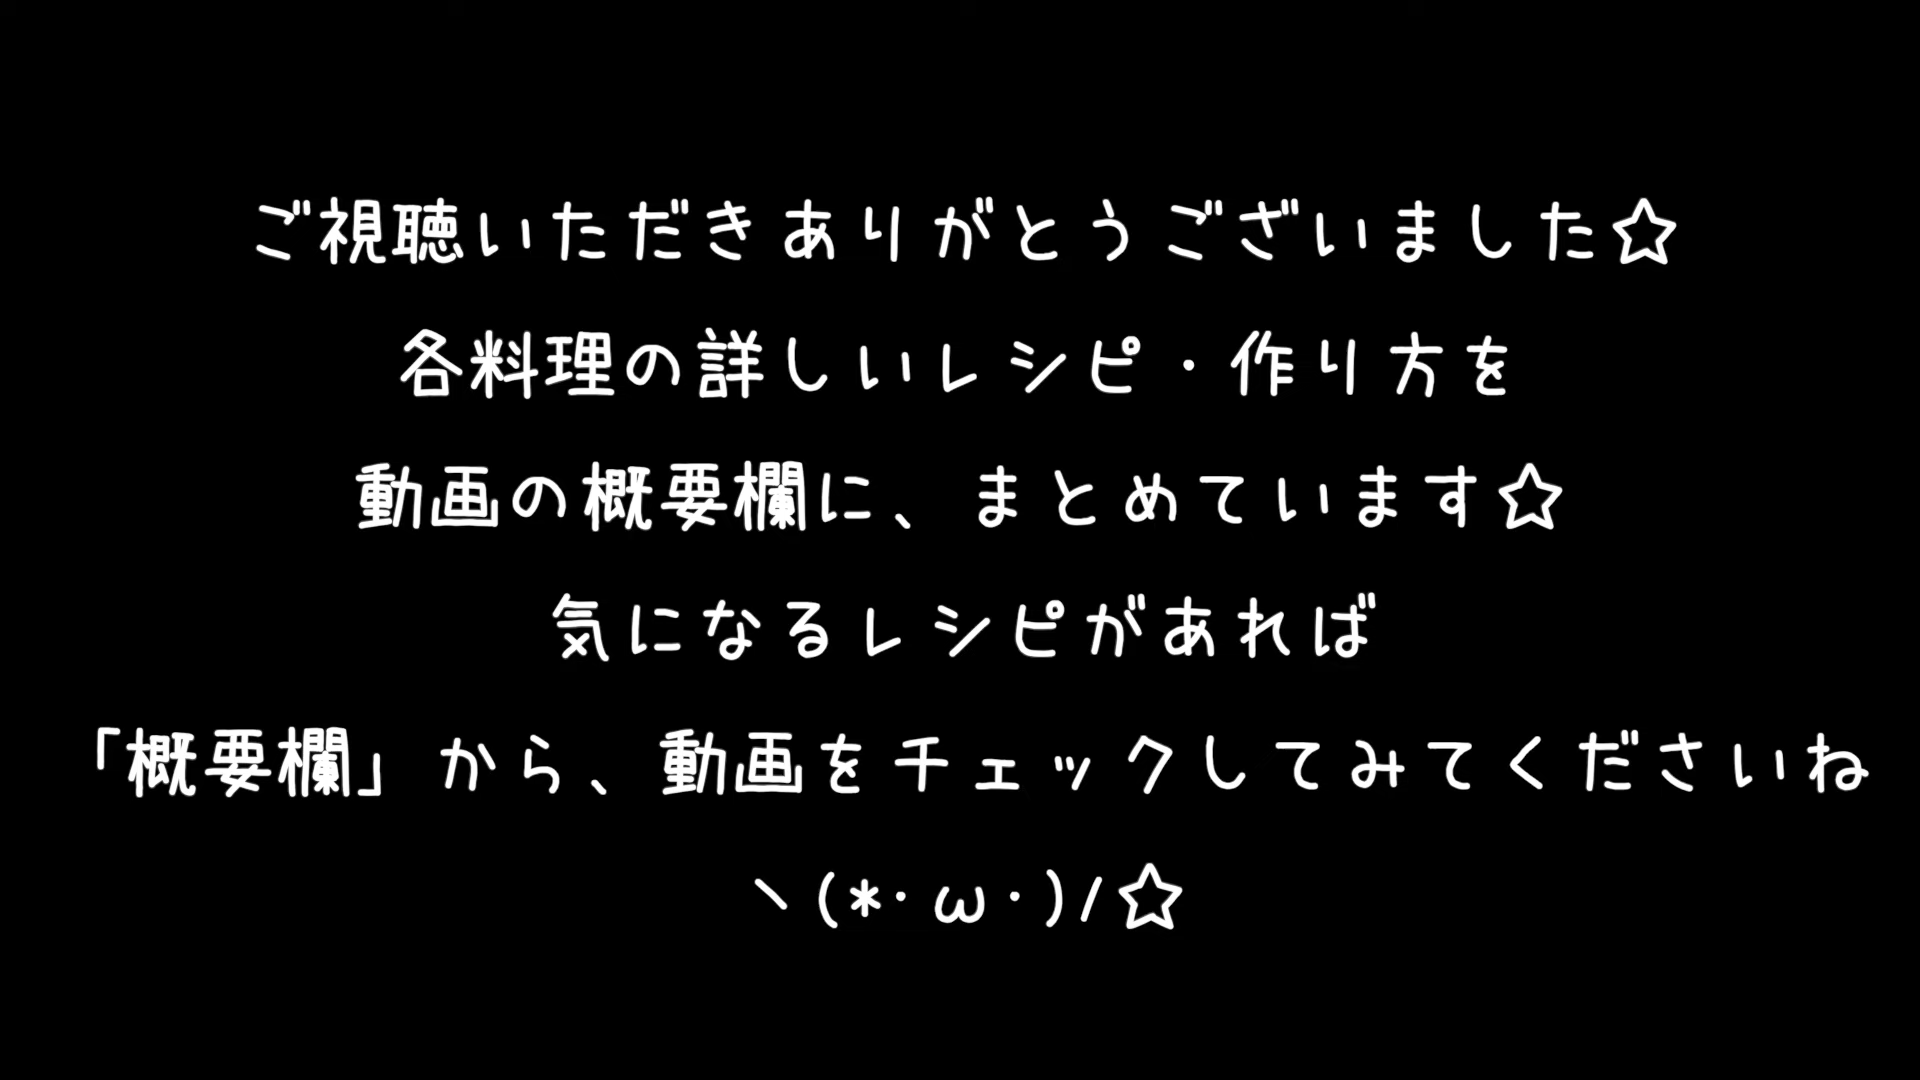 ご視聴いただきありがとうございました☆
各料理の詳しいレシピ・作り方を
動画の概要欄に、まとめています☆
気になるレシピがあれば
「概要欄」から、動画をチェックしてみてくださいね
ヽ(*・ω・)/☆